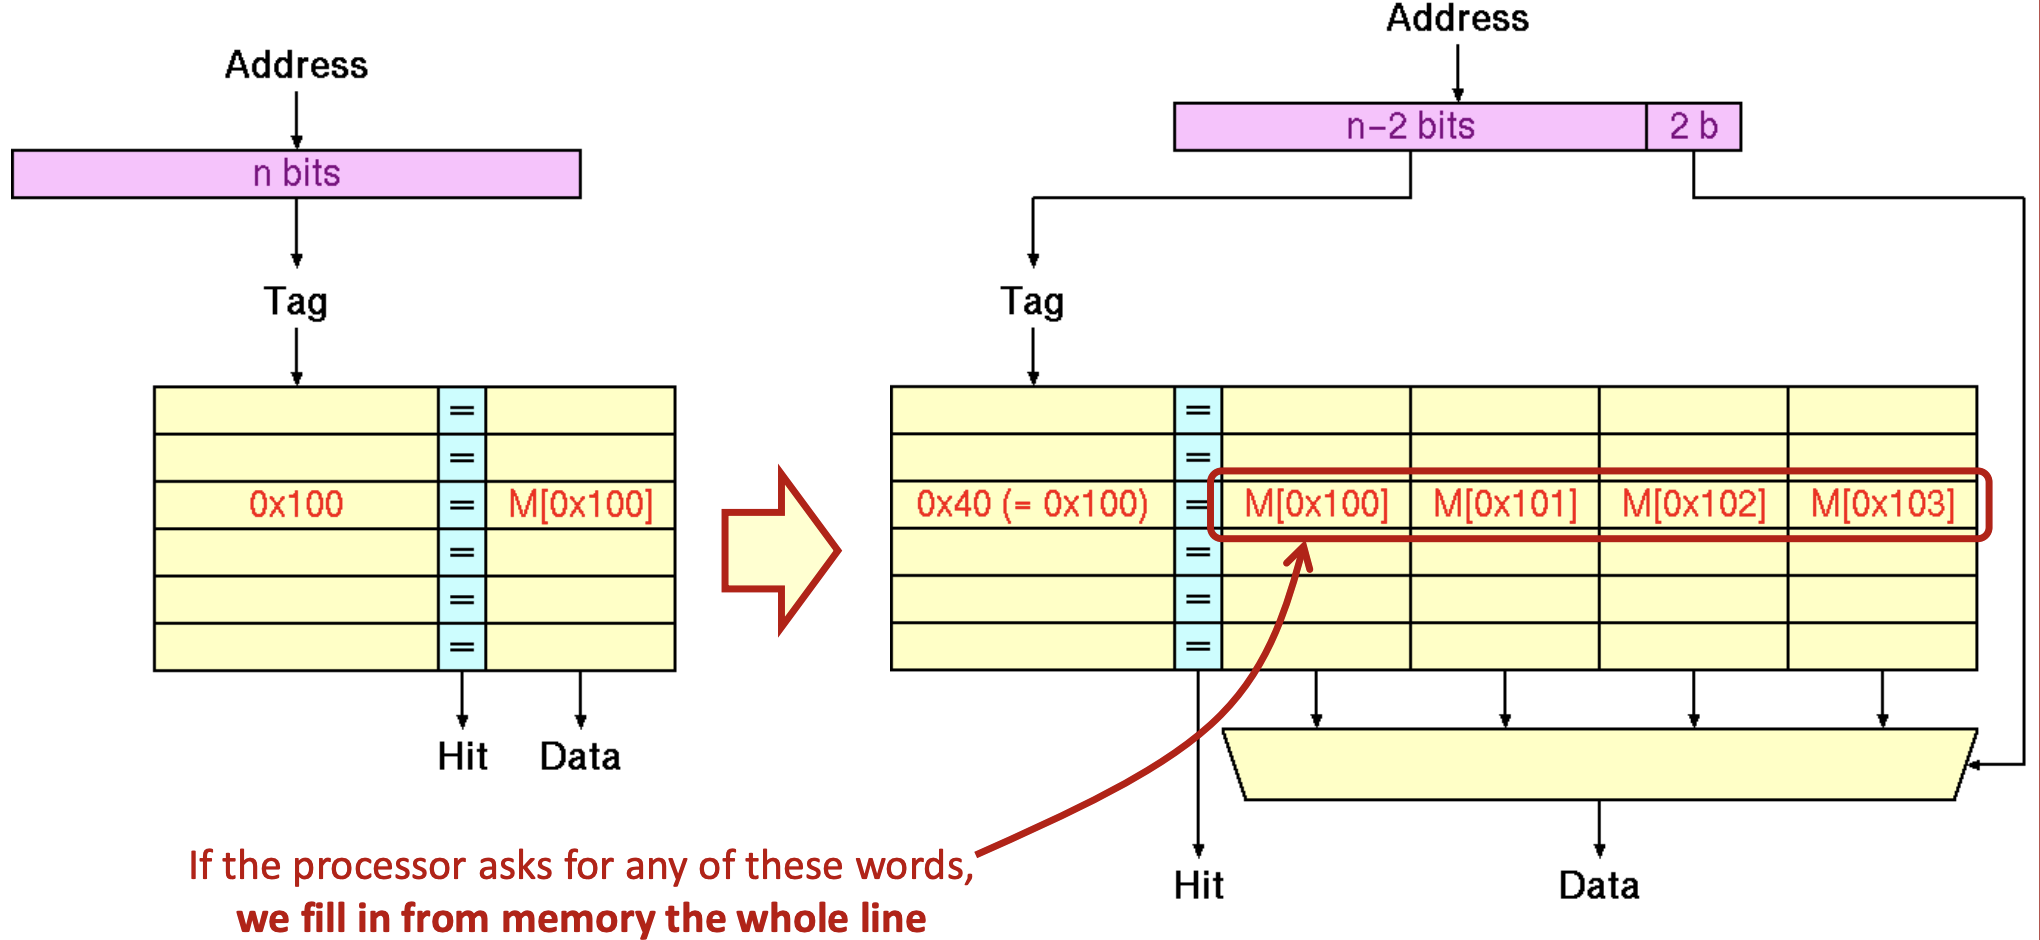 Address
n bits
Tag
=
=
0x100 = M[0x100]
=
=
=
Hit Data
Address
n−2 bits 2 b
Tag
=
=
0x40 (= 0x100) = M[0x100] M[0x101] M[0x102] M[0x103]
=
=
=
Hit Data
If the processor asks for any of these words,
we fill in from memory the whole line